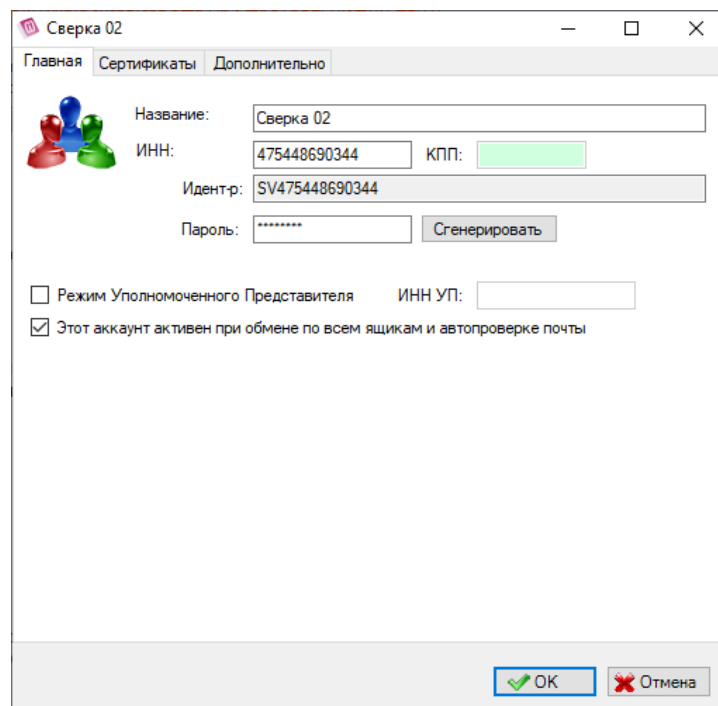 Сверка 02
Главная Сертификаты Дополнительно
Название: Сверка 02
ИНН: 475448690344 КПП:
Идент-р: SV475448690344
Пароль: ******** Сгенерировать
Режим Уполномоченного Представителя ИНН УП:
Этот аккаунт активен при обмене по всем ящикам и автопроверке почты
OK Отмена